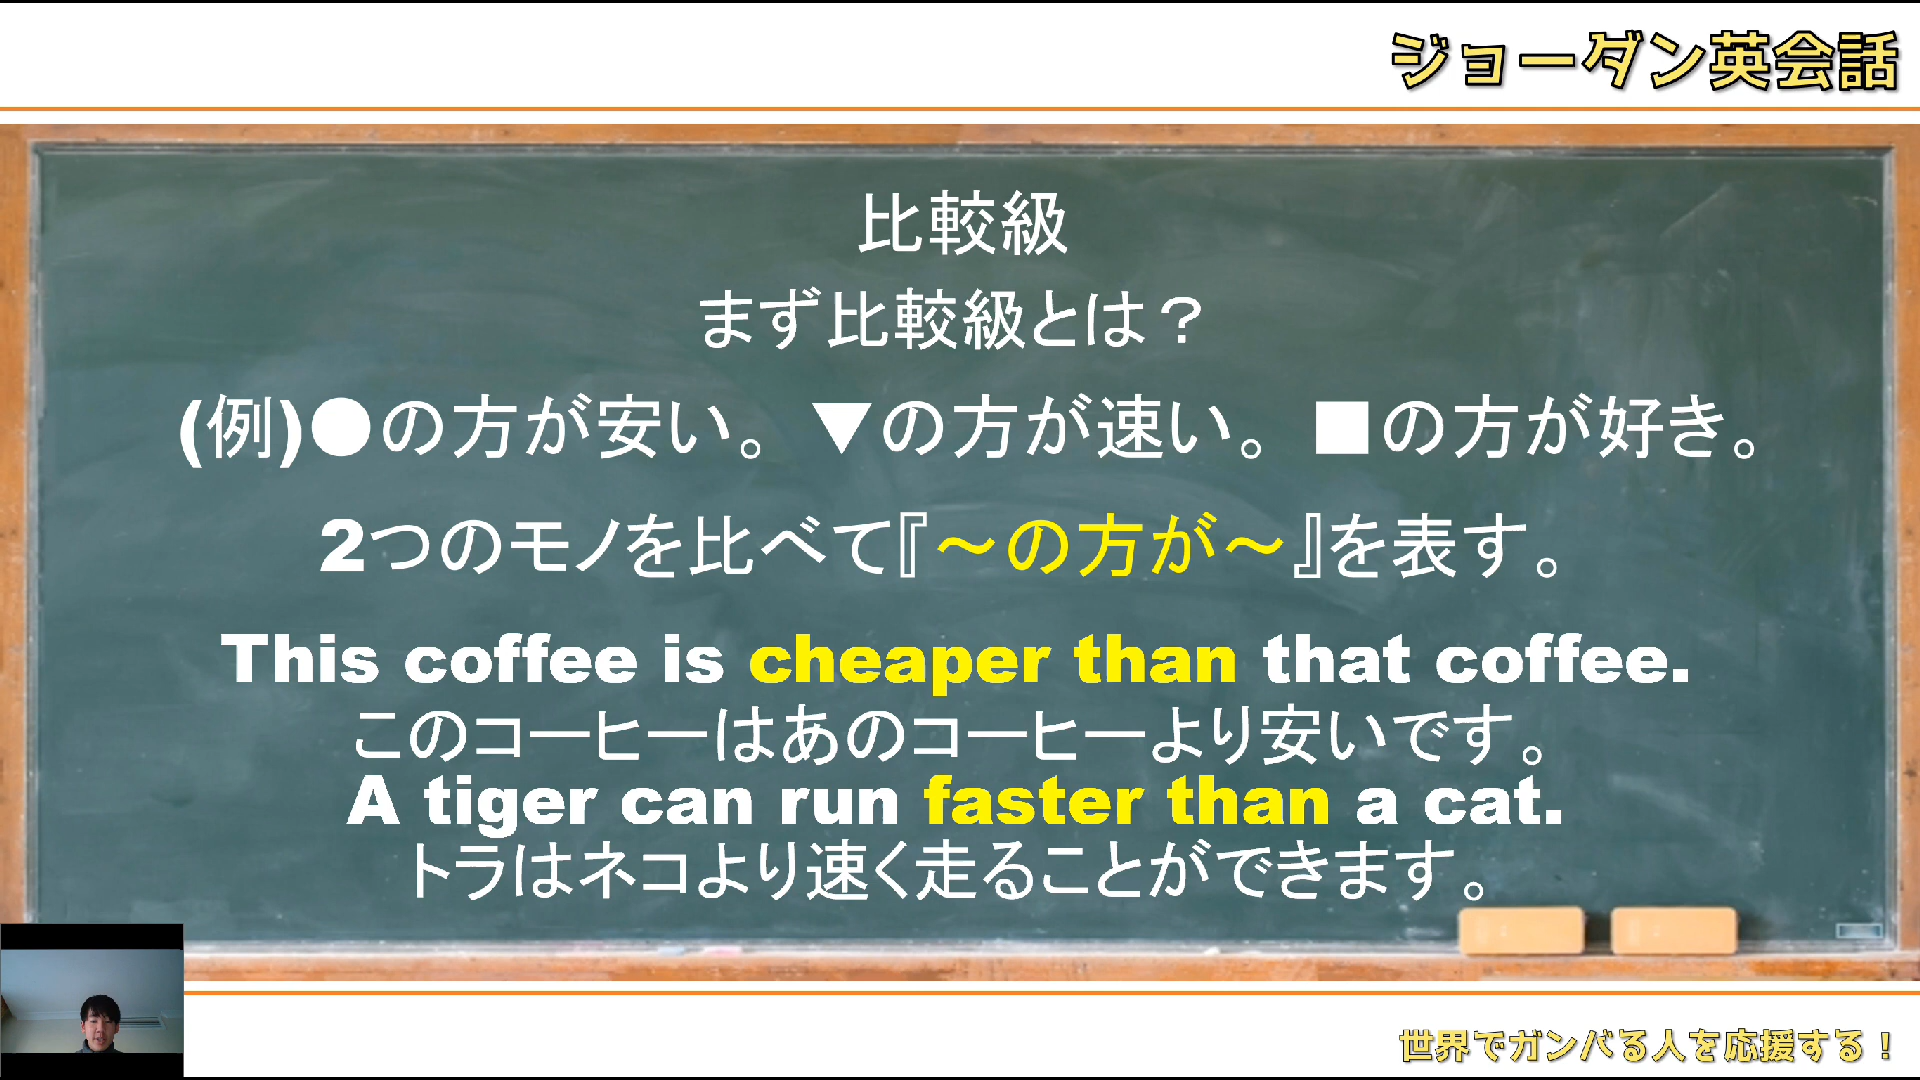 ジョーダン英会話
比較級
まず比較級とは？
(例)●の方が安い。 ▼の方が速い。 ■の方が好き。
2つのモノを比べて『～の方が～』を表す。
This coffee is cheaper than that coffee.
このコーヒーはあのコーヒーより安いです。
A tiger can run faster than a cat.
トラはネコより速く走ることができます。
世界でガンバる人を応援する！